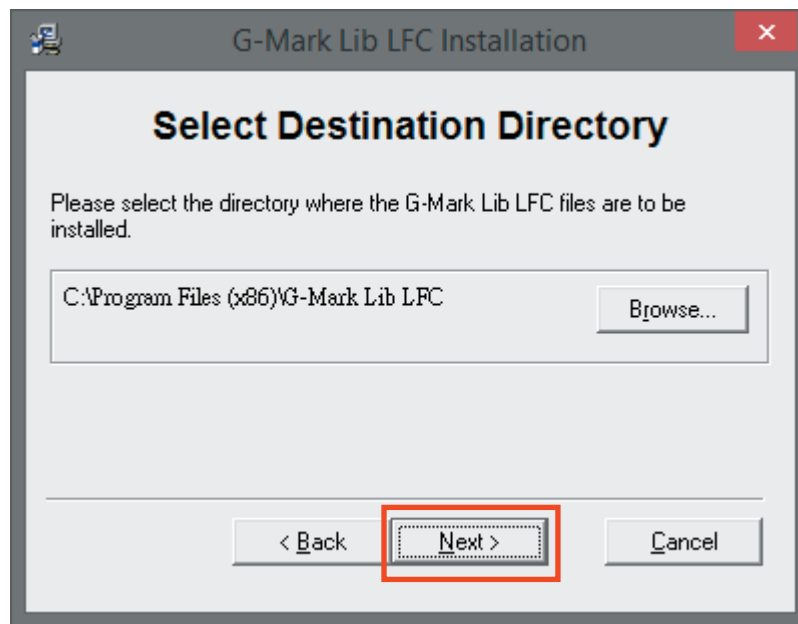 G-Mark Lib LFC Installation
Select Destination Directory
Please select the directory where the G-Mark Lib LFC files are to be
installed.
C:\Program Files (x86)\G-Mark Lib LFC
Browse...
< Back
Next >
Cancel